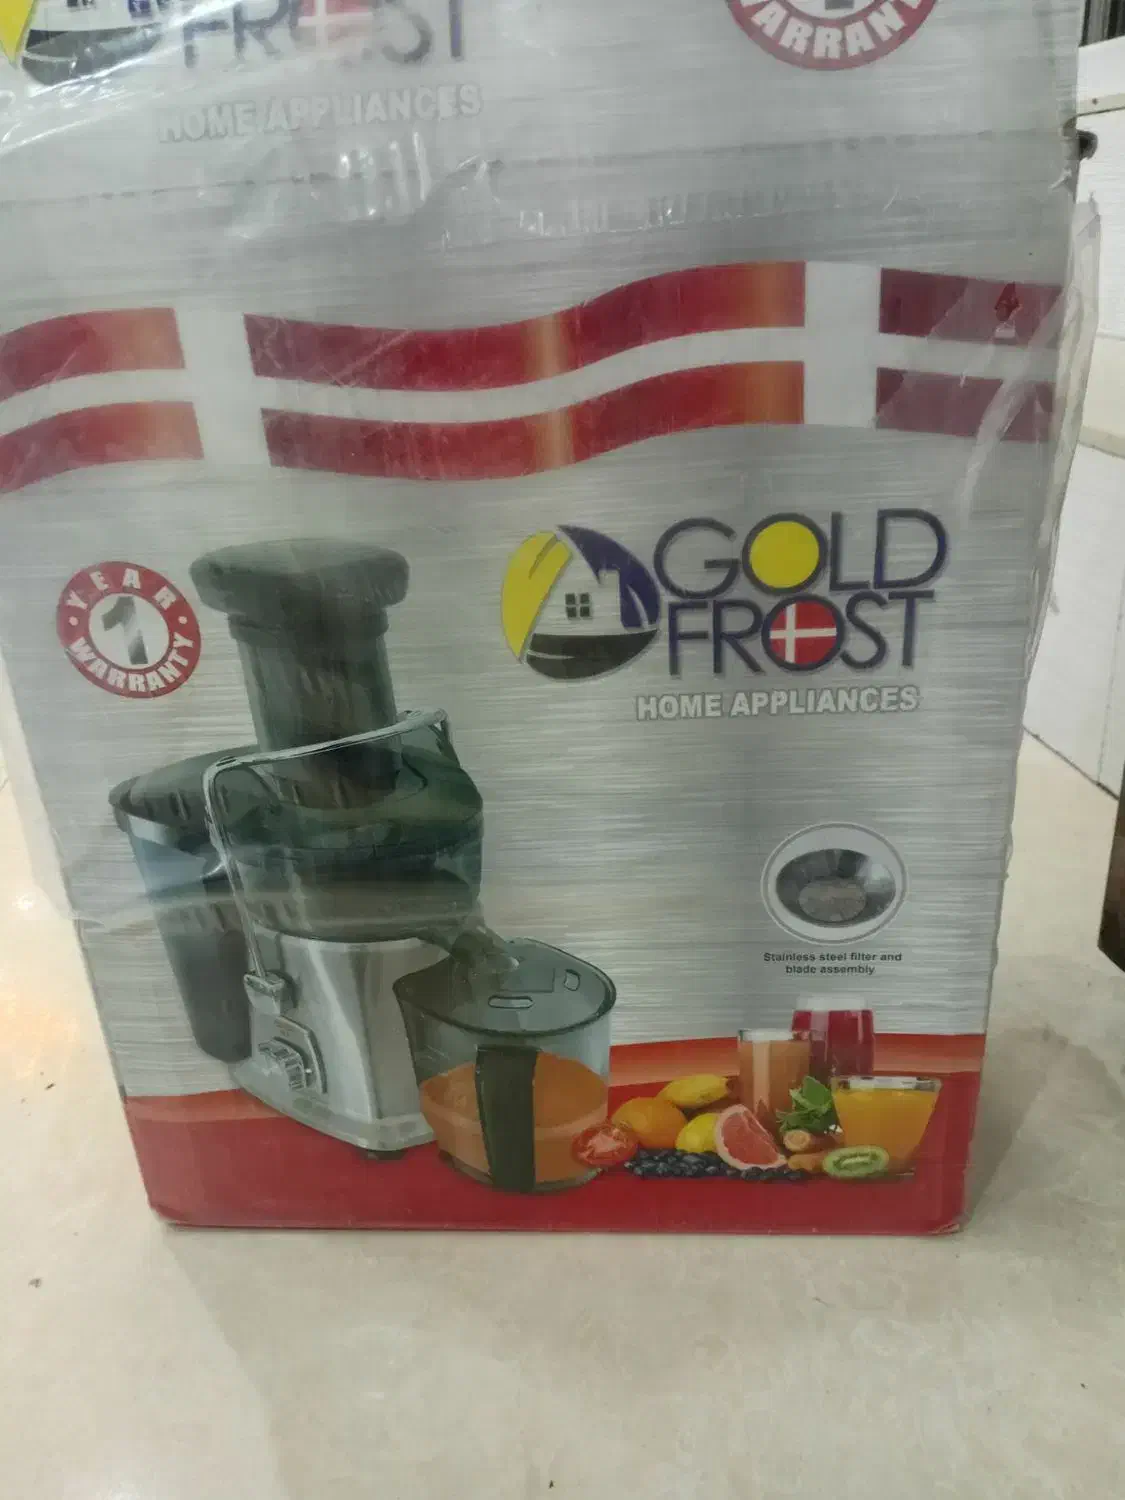 FROST
HOME APPLIANCES
WARRANTY
YEAR
1
WARRANTY
GOLD
FROST
HOME APPLIANCES
Stainless steel filter and
blade assembly